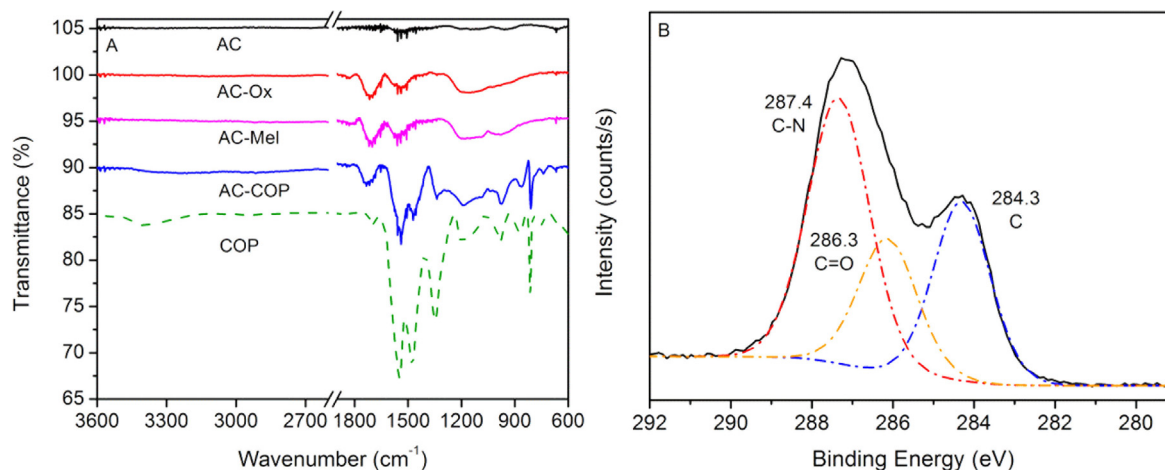 A
105
100
95
90
85
80
75
70
65
Transmittance (%)
AC
AC-Ox
AC-Mel
AC-COP
COP
3600
3300
3000
2700
1800
1500
1200
900
600
Wavenumber (cm⁻¹)
B
Intensity (counts/s)
287.4
C-N
286.3
C=O
284.3
C
292
290
288
286
284
282
280
Binding Energy (eV)